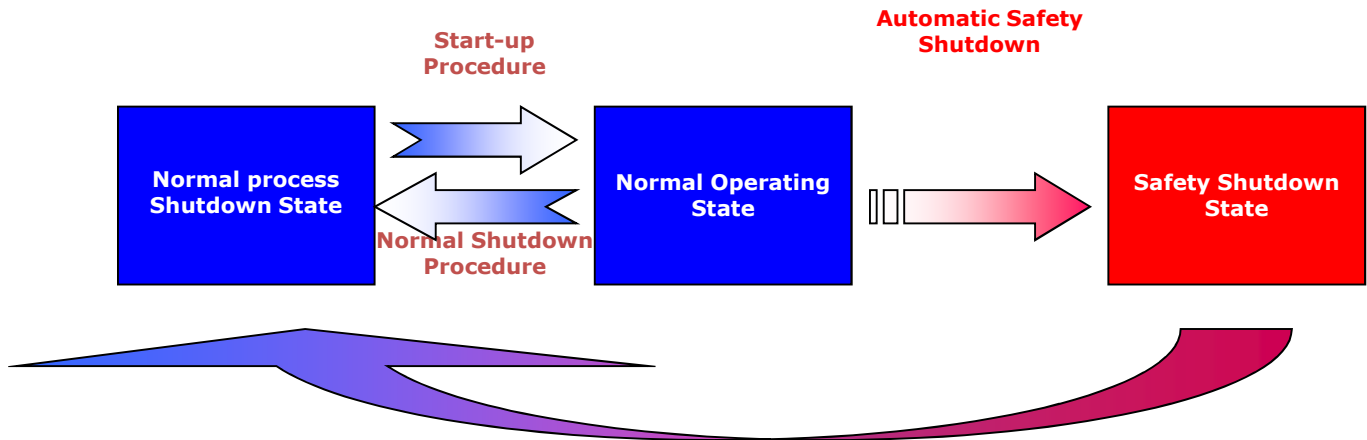 Automatic Safety
Shutdown
Start-up
Procedure
Normal process
Shutdown State
Normal Operating
State
Safety Shutdown
State
Normal Shutdown
Procedure